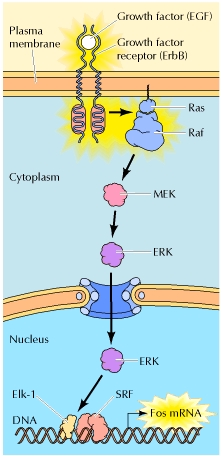 Growth factor (EGF)
Plasma
membrane
Growth factor
receptor (ErbB)
Ras
Raf
Cytoplasm
MEK
ERK
Nucleus
ERK
Elk-1
SRF
DNA
Fos mRNA